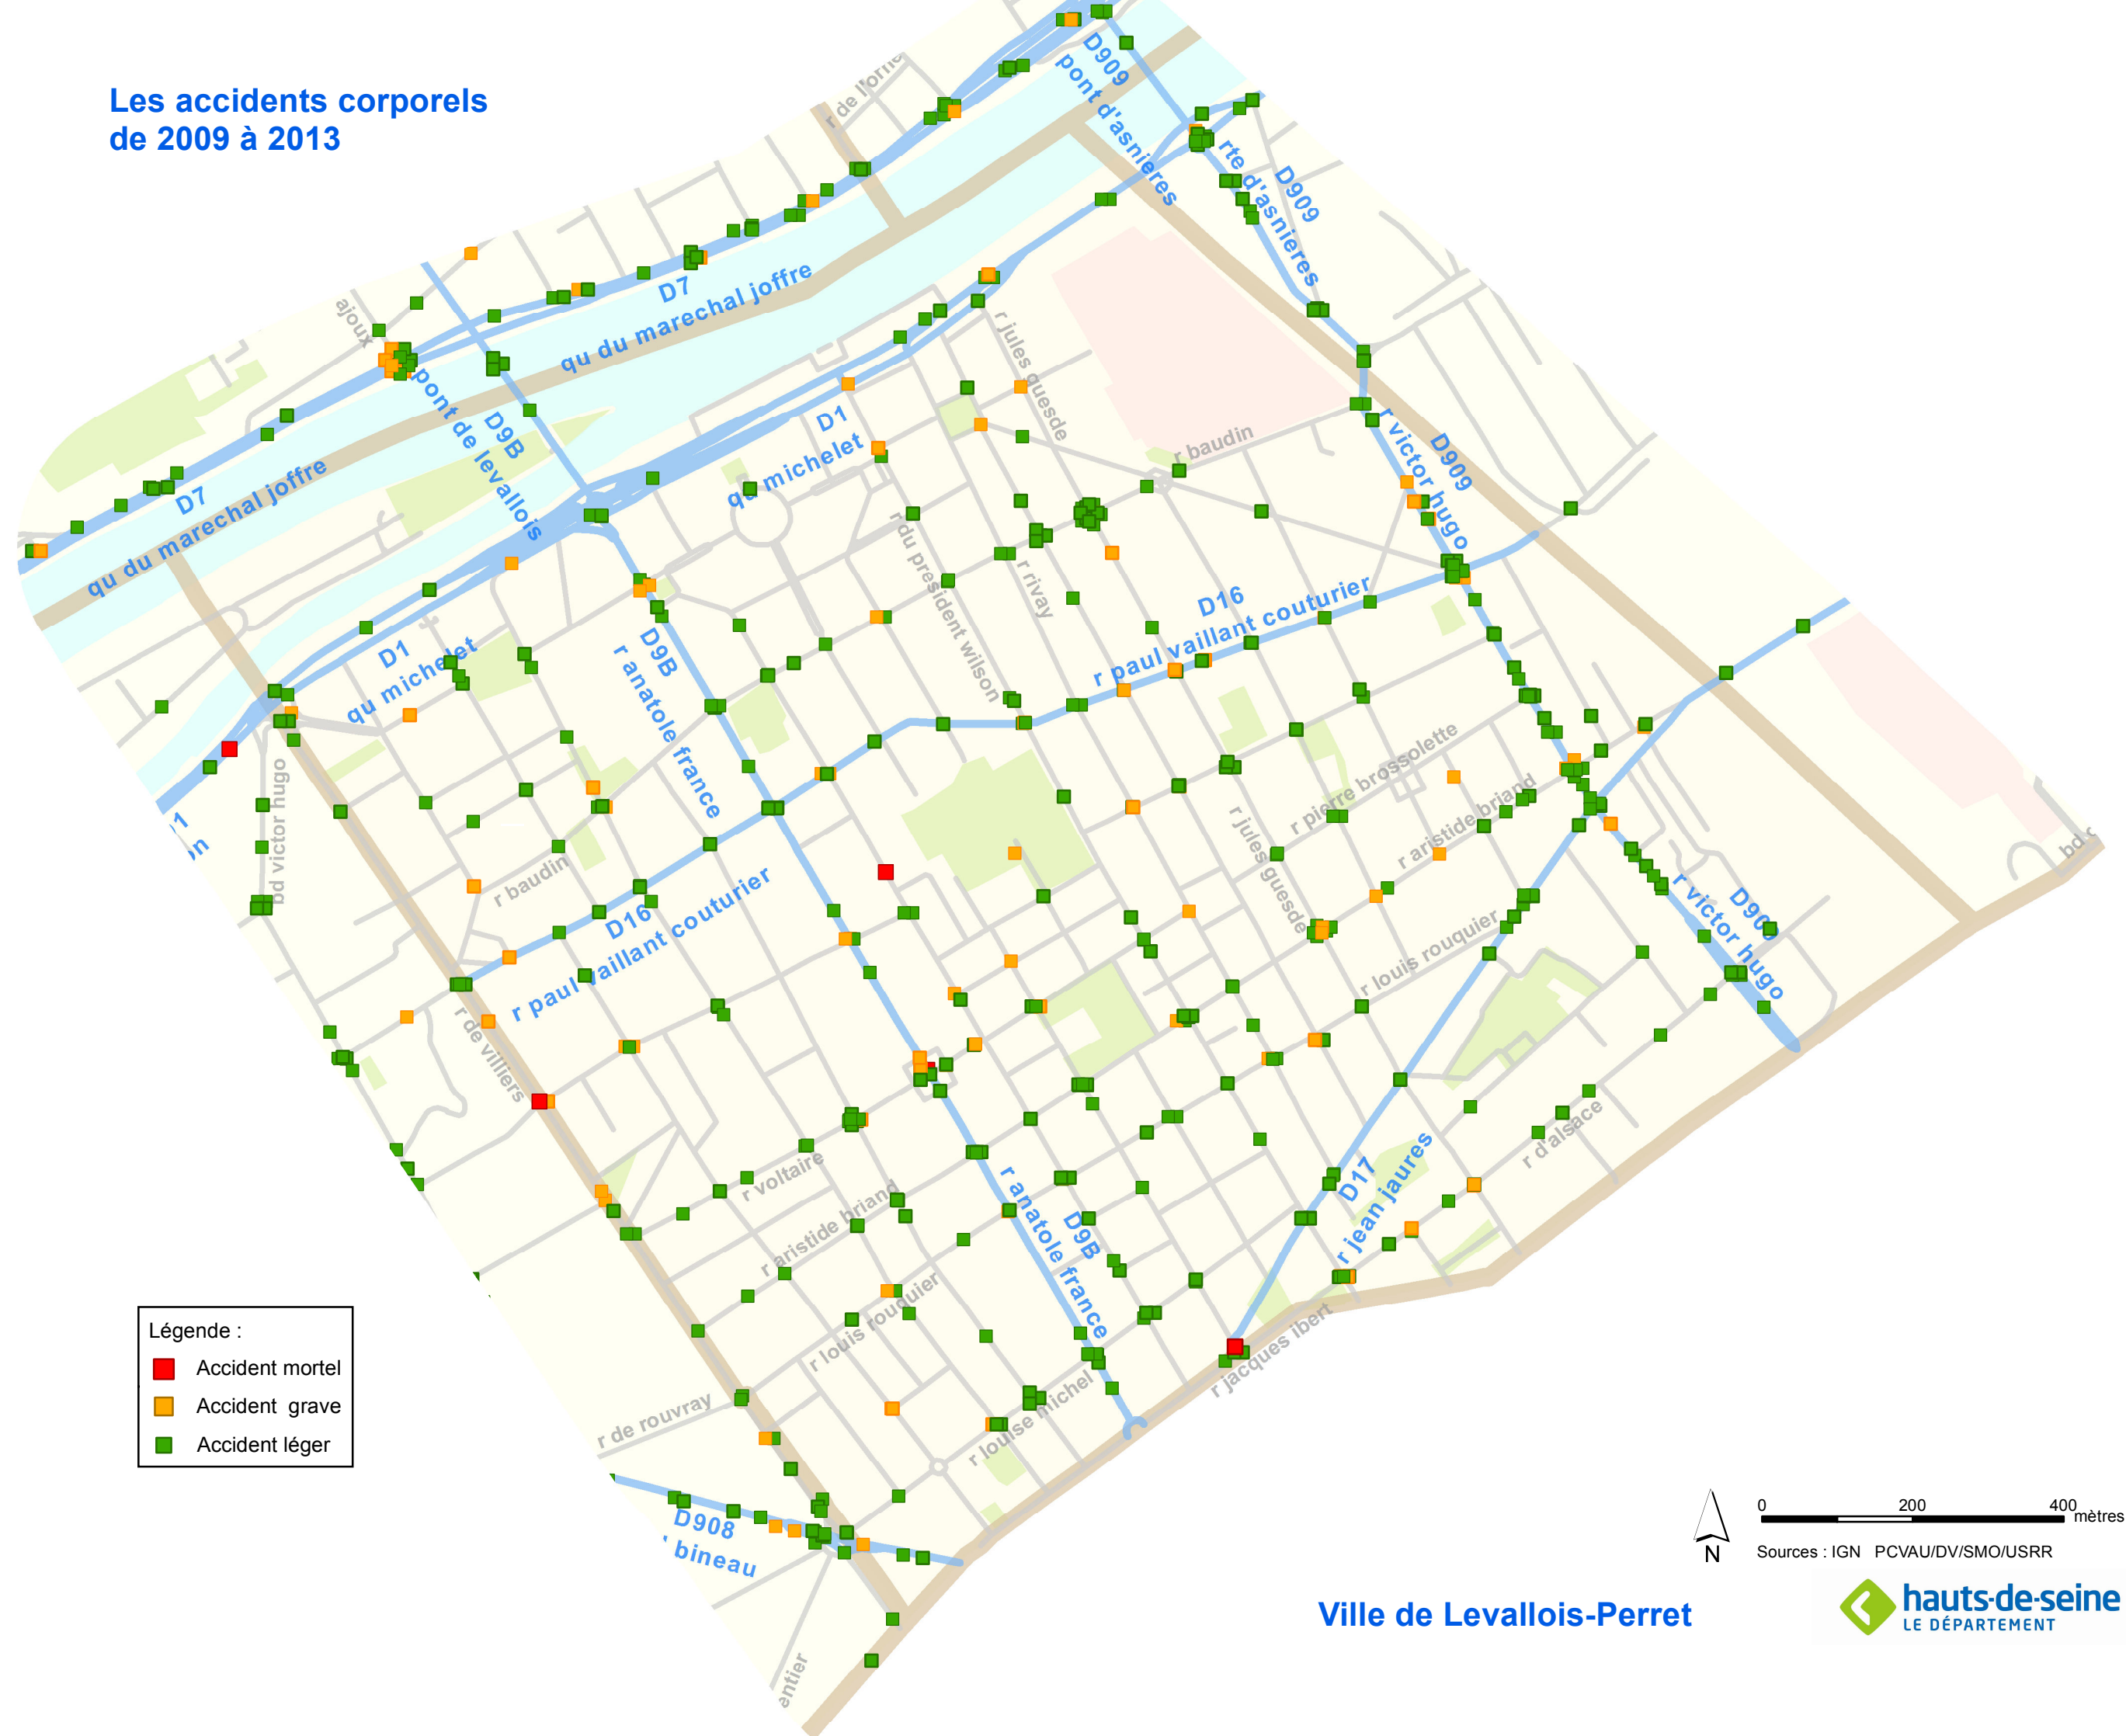 Les accidents corporels
de 2009 à 2013
r de l'orne
D909
pont d'asnieres
D909
rte d'asnieres
D7
qu du marechal joffre
ajoux
pont de levallois
D9B
D7
qu du marechal joffre
r jules guesde
D1
qu michelet
r baudin
D909
r victor hugo
r du president wilson
r rivay
D16
r paul vaillant couturier
D1
qu michelet
D9B
r anatole france
bd victor hugo
r baudin
D16
r paul vaillant couturier
r pierre brossolette
r aristide briand
r jules guesde
r louis rouquier
D909
r victor hugo
bd
r de villiers
r voltaire
r aristide briand
r louis rouquier
r anatole france
D9B
D17
r jean jaures
r d'alsace
r jacques ibert
r louise michel
r de rouvray
D908
bineau
entier
Légende :
Accident mortel
Accident grave
Accident léger
0 200 400
mètres
N
Sources : IGN PCVAU/DV/SMO/USRR
Ville de Levallois-Perret
hauts-de-seine
LE DÉPARTEMENT